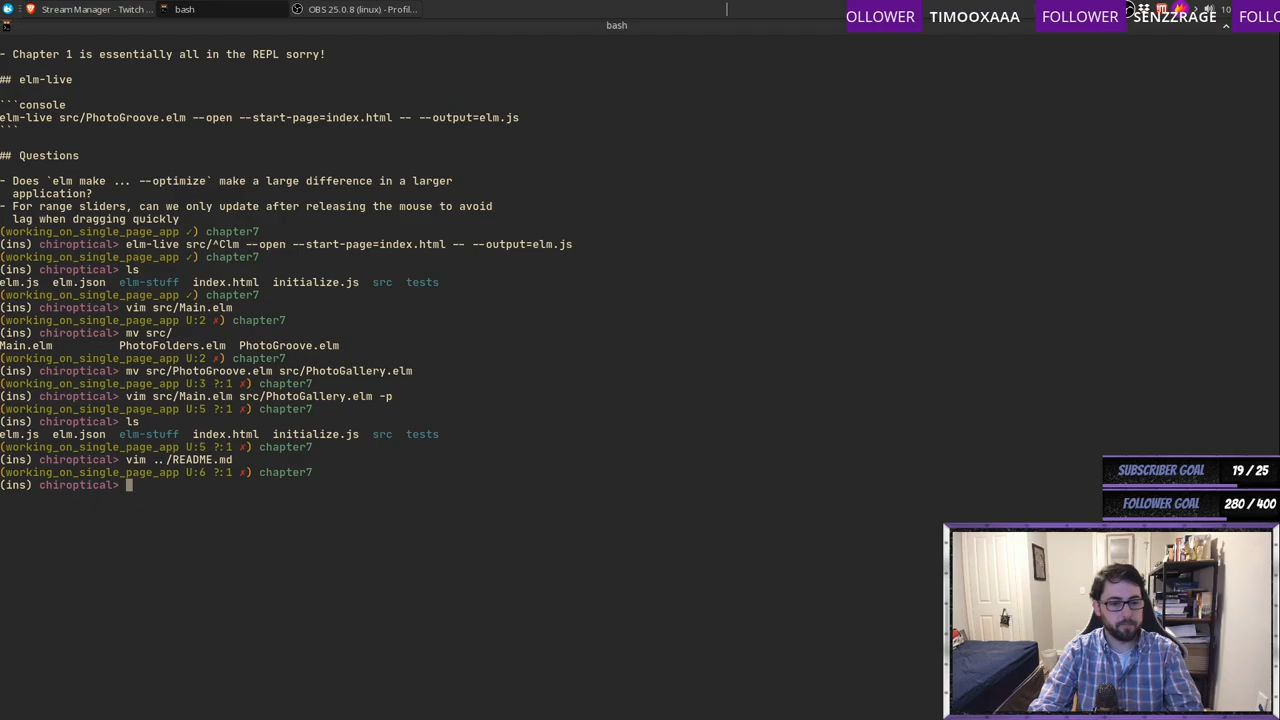 Stream Manager - Twitch ...
bash
OBS 25.0.8 (linux) - Profil...
OLLOWER
TIMOOXAAA
FOLLOWER
SENZZRAGE
FOLLO
10
bash
- Chapter 1 is essentially all in the REPL sorry!
## elm-live
```console
elm-live src/PhotoGroove.elm --open --start-page=index.html -- --output=elm.js
```
## Questions
- Does `elm make ... --optimize` make a large difference in a larger
application?
- For range sliders, can we only update after releasing the mouse to avoid
lag when dragging quickly
(working_on_single_page_app ✓) chapter7
(ins) chiroptical> elm-live src/^Clm --open --start-page=index.html -- --output=elm.js
(working_on_single_page_app ✓) chapter7
(ins) chiroptical> ls
elm.js elm.json elm-stuff index.html initialize.js src tests
(working_on_single_page_app ✓) chapter7
(ins) chiroptical> vim src/Main.elm
(working_on_single_page_app U:2 ✗) chapter7
(ins) chiroptical> mv src/
Main.elm PhotoFolders.elm PhotoGroove.elm
(working_on_single_page_app U:2 ✗) chapter7
(ins) chiroptical> mv src/PhotoGroove.elm src/PhotoGallery.elm
(working_on_single_page_app U:3 ?:1 ✗) chapter7
(ins) chiroptical> vim src/Main.elm src/PhotoGallery.elm -p
(working_on_single_page_app U:5 ?:1 ✗) chapter7
(ins) chiroptical> ls
elm.js elm.json elm-stuff index.html initialize.js src tests
(working_on_single_page_app U:5 ?:1 ✗) chapter7
(ins) chiroptical> vim ../README.md
(working_on_single_page_app U:6 ?:1 ✗) chapter7
(ins) chiroptical>
SUBSCRIBER GOAL 19 / 25
FOLLOWER GOAL 280 / 400